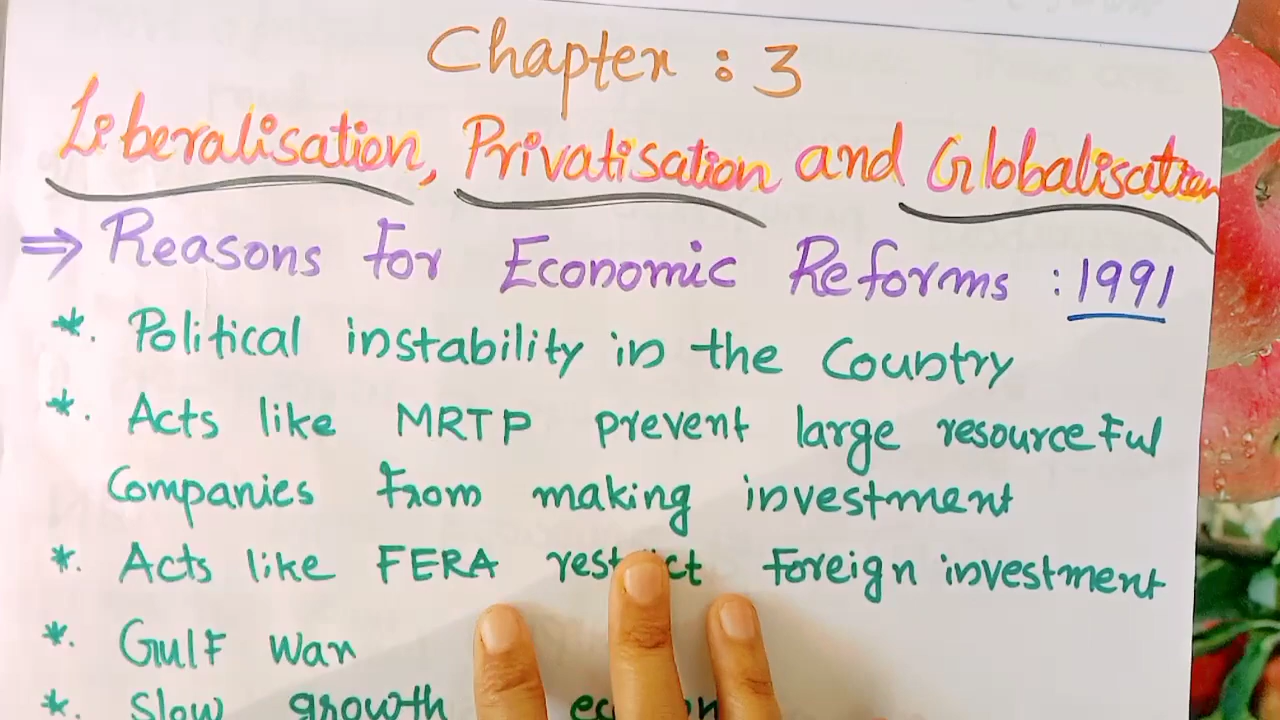 Chapter : 3
Liberalisation, Privatisation and Globalisation
⇒ Reasons for Economic Reforms : 1991
*. Political instability in the Country
*. Acts like MRTP prevent large resourceful
Companies from making investment
*. Acts like FERA restrict foreign investment
*. Gulf War
*. Slow growth